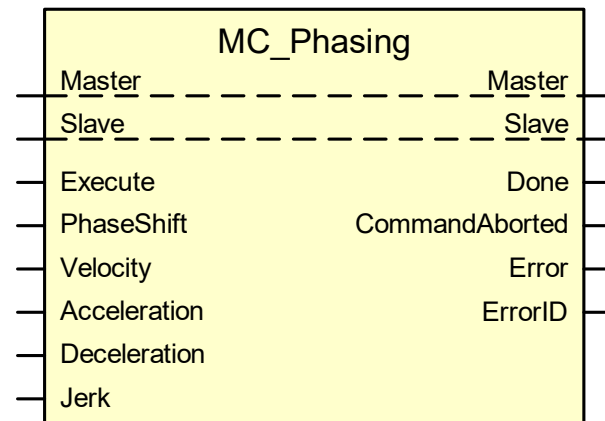 MC_Phasing
Master Master
Slave Slave
Execute Done
PhaseShift CommandAborted
Velocity Error
Acceleration ErrorID
Deceleration
Jerk